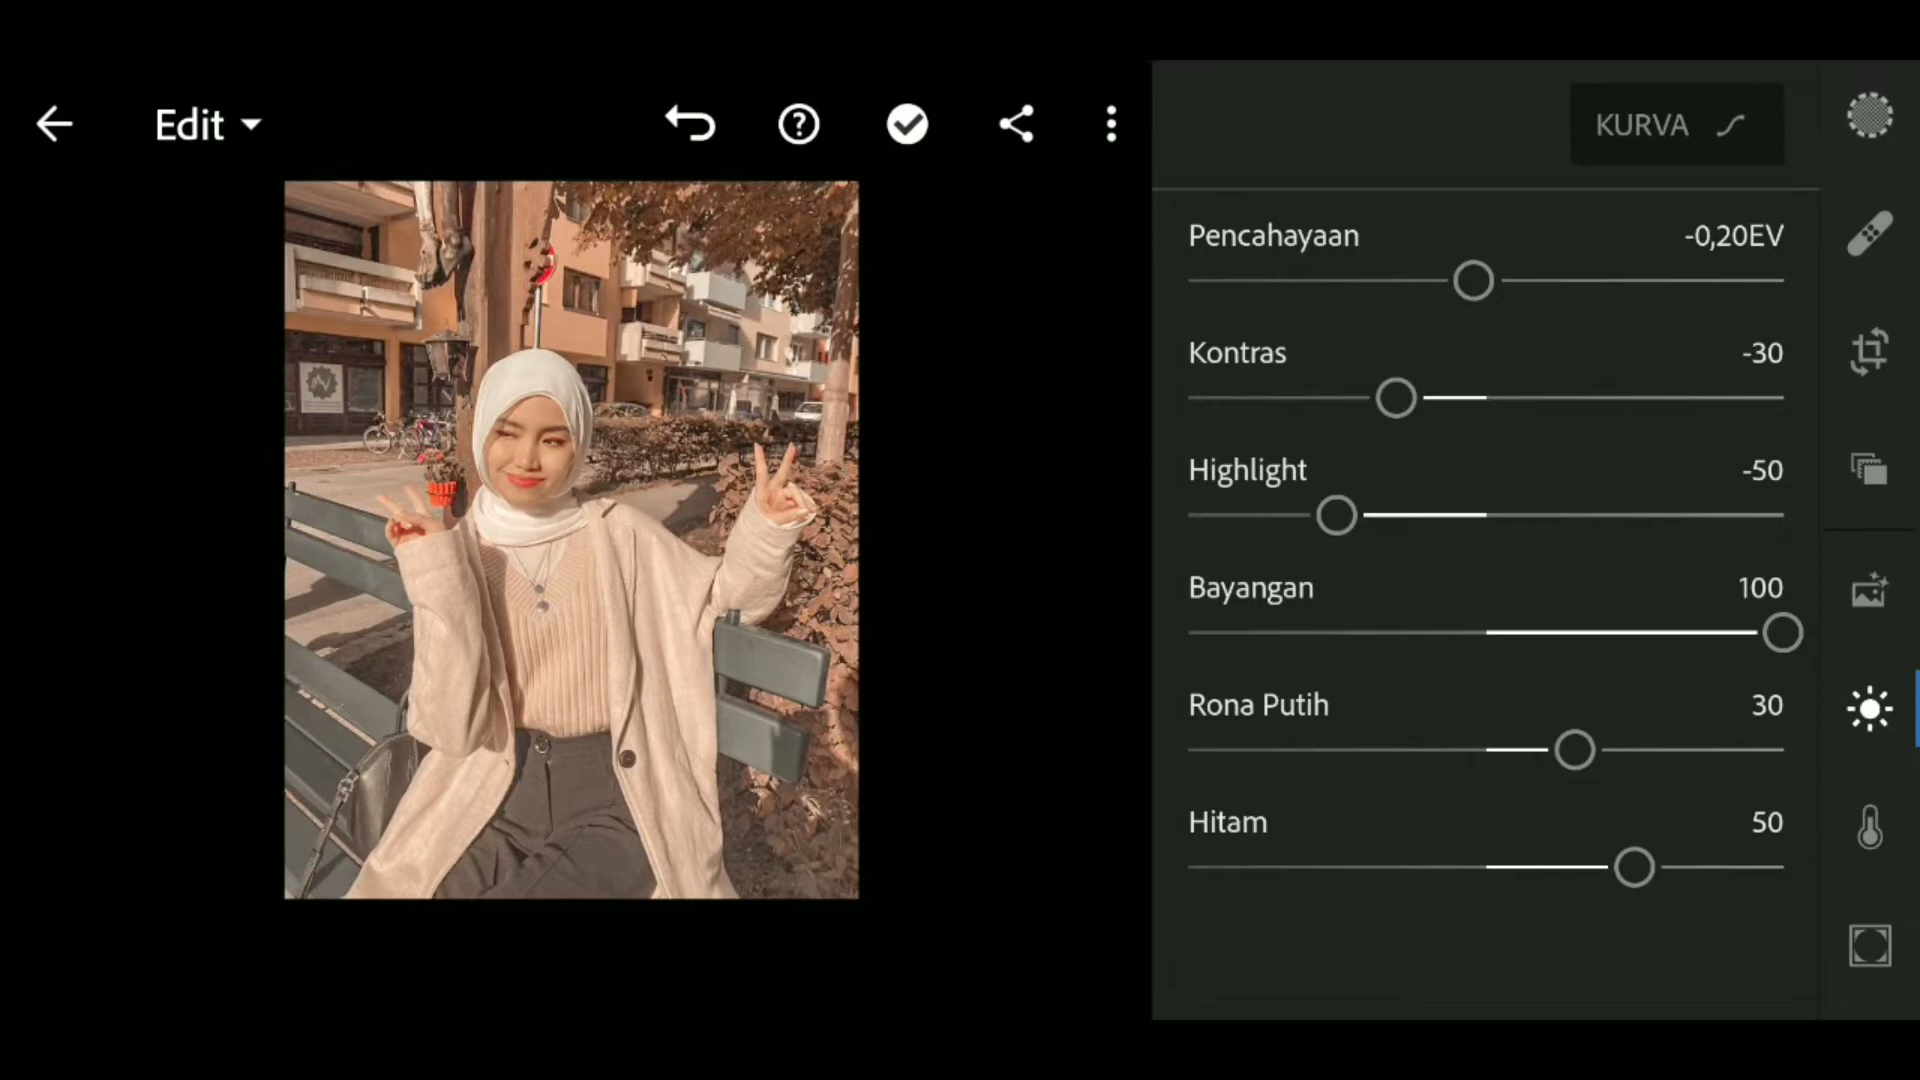 Edit
KURVA
Pencahayaan -0,20EV
Kontras -30
Highlight -50
Bayangan 100
Rona Putih 30
Hitam 50